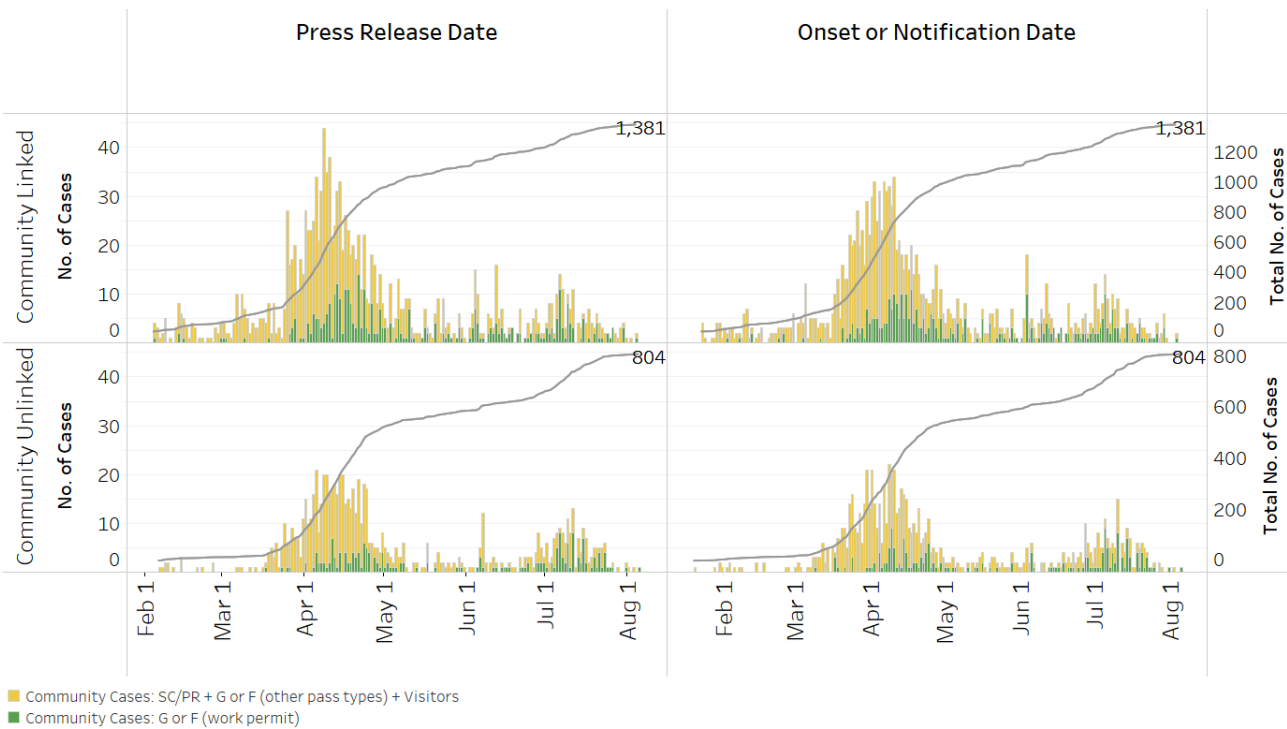 Press Release Date
Onset or Notification Date
Community Linked
No. of Cases
40
30
20
10
0
1,381
1,381
1200
1000
800
600
400
200
0
Total No. of Cases
Community Unlinked
No. of Cases
40
30
20
10
0
804
804
800
600
400
200
0
Total No. of Cases
Feb 1
Mar 1
Apr 1
May 1
Jun 1
Jul 1
Aug 1
Feb 1
Mar 1
Apr 1
May 1
Jun 1
Jul 1
Aug 1
Community Cases: SC/PR + G or F (other pass types) + Visitors
Community Cases: G or F (work permit)